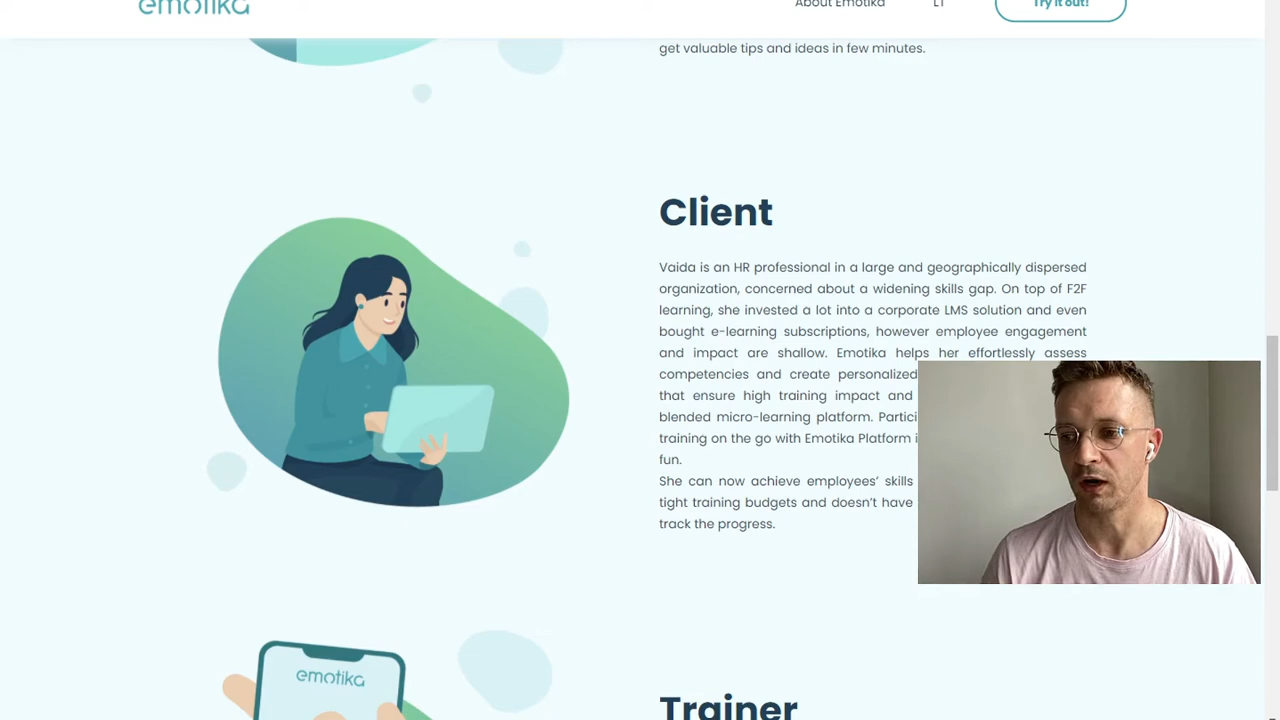 emotika
About Emotika
LT
Try it out!
get valuable tips and ideas in few minutes.
Client
Vaida is an HR professional in a large and geographically dispersed
organization, concerned about a widening skills gap. On top of F2F
learning, she invested a lot into a corporate LMS solution and even
bought e-learning subscriptions, however employee engagement
and impact are shallow. Emotika helps her effortlessly assess
competencies and create personalized
that ensure high training impact and
blended micro-learning platform.
training on the go with Emotika Platform
fun.
She can now achieve employees’ skills
tight training budgets and doesn’t have
track the progress.
emotika
Trainer